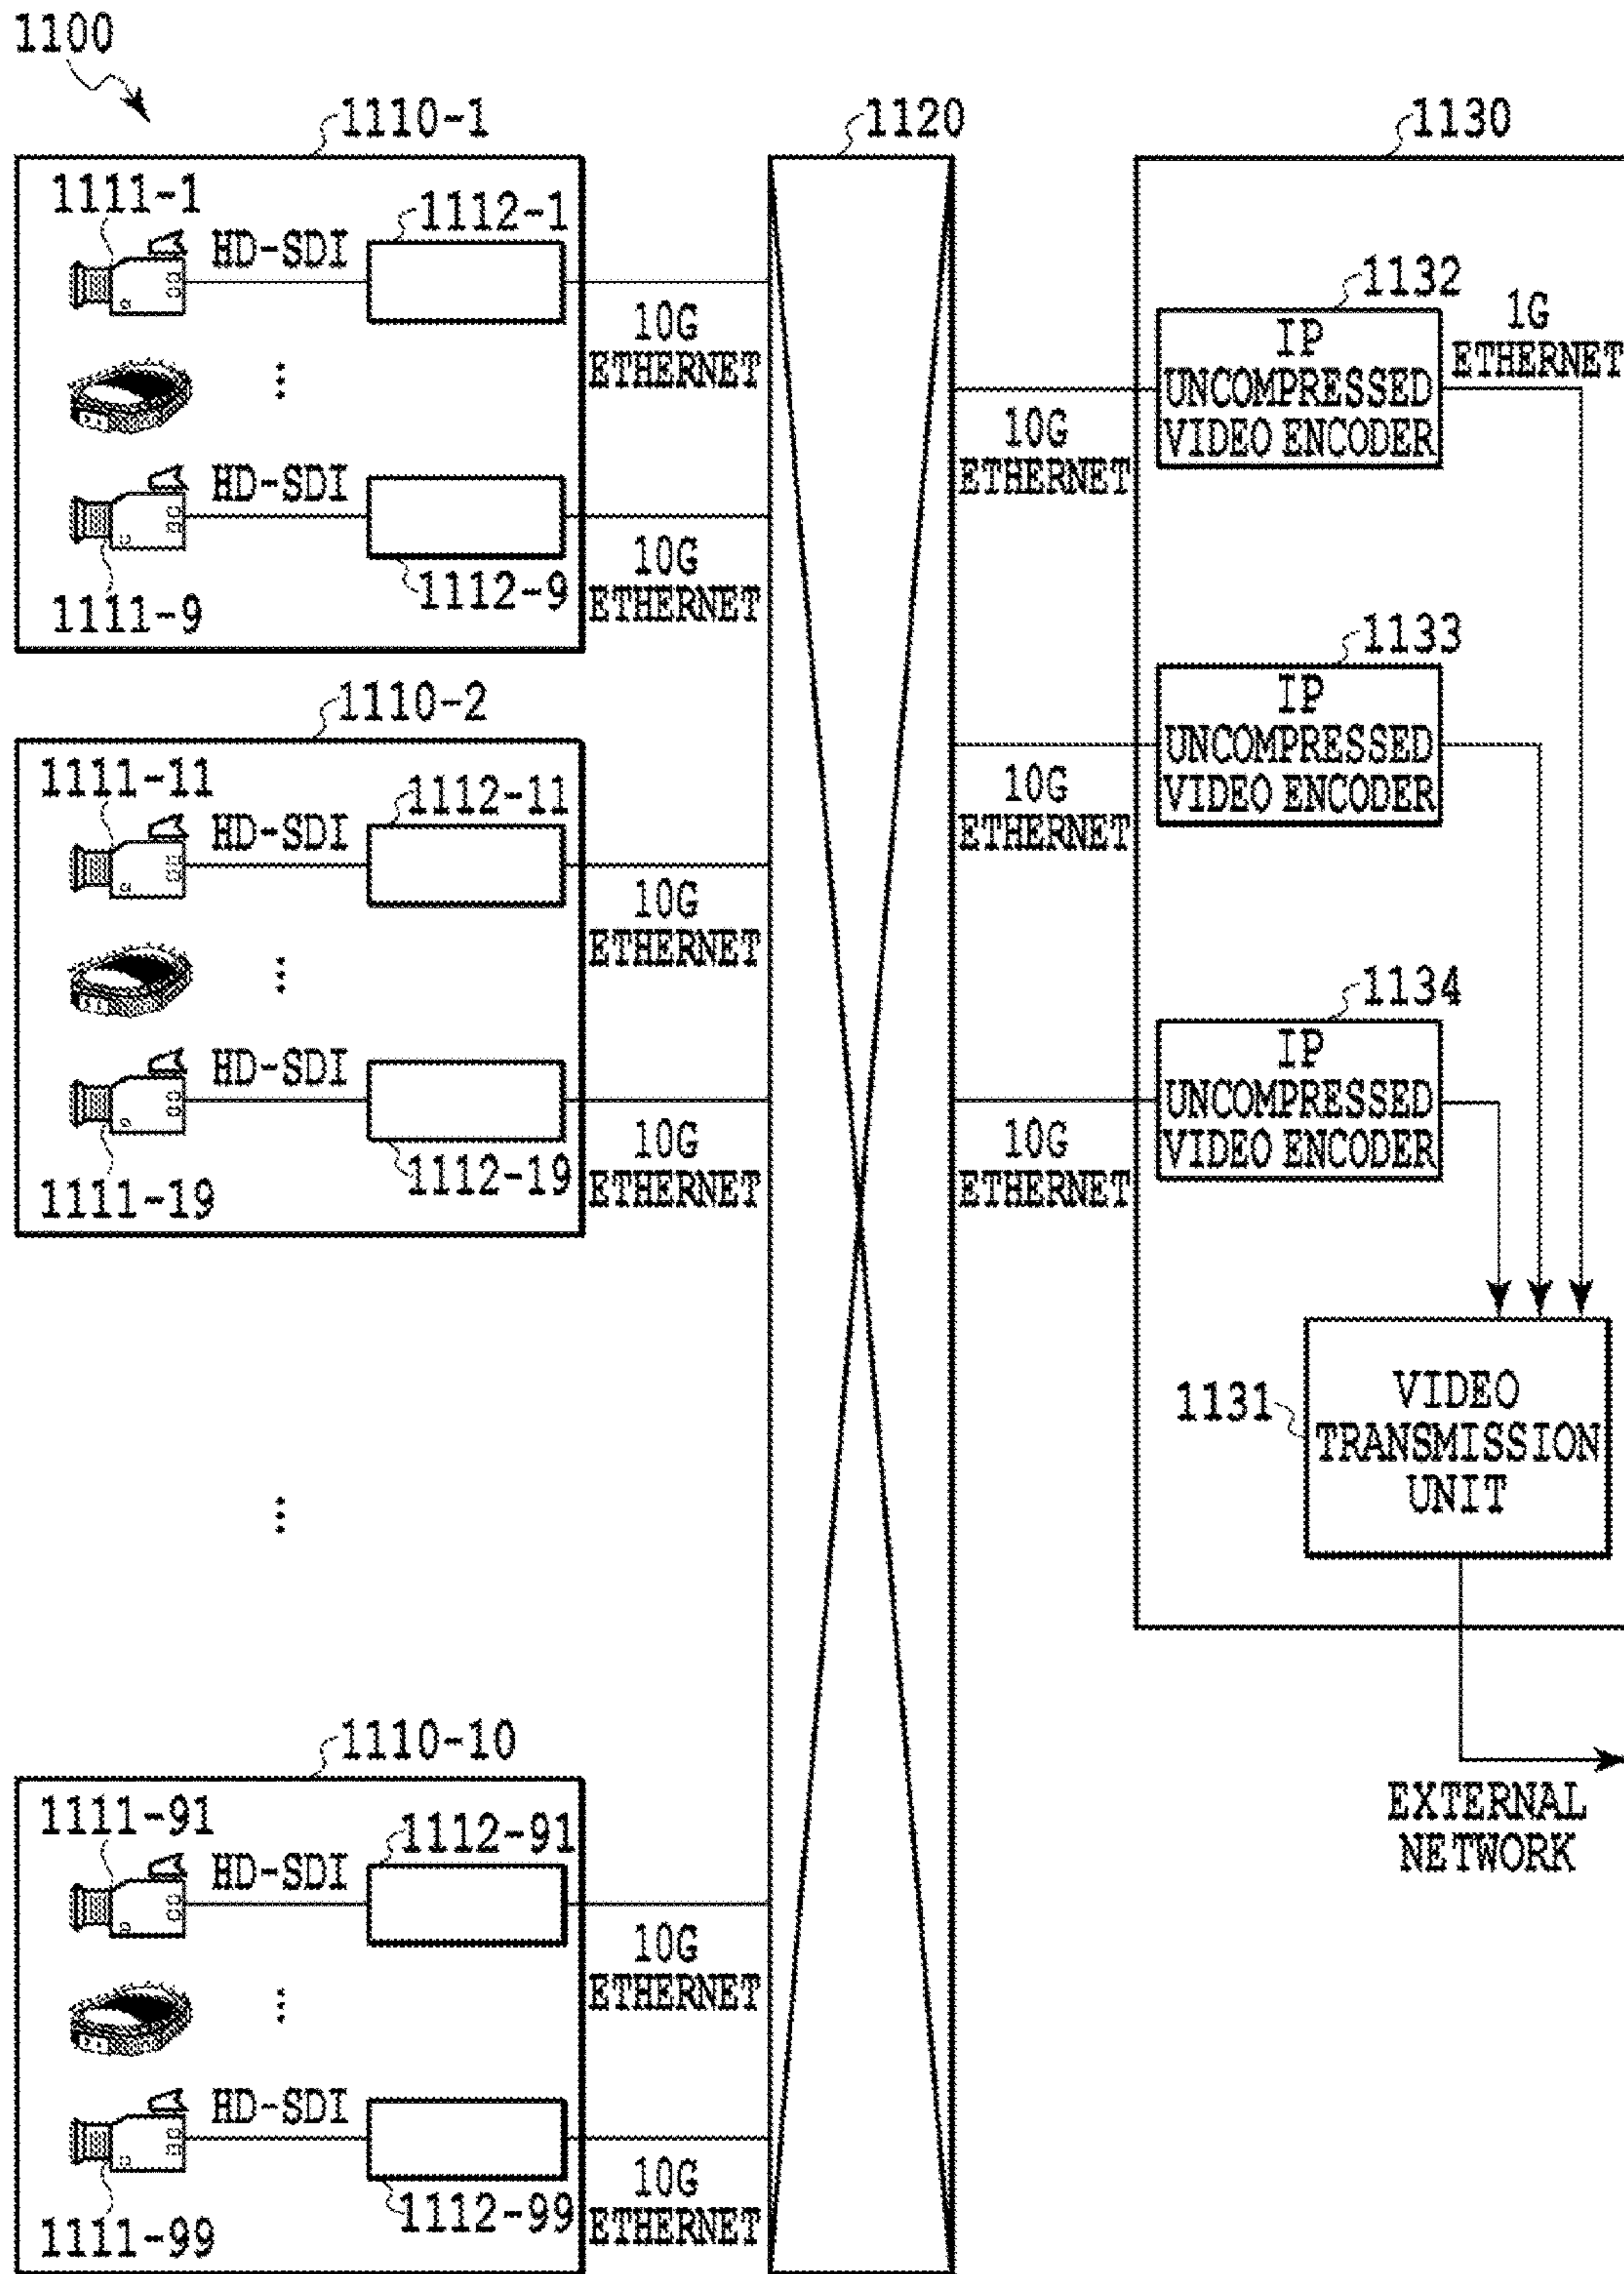 1100
1110-1
1120
1130
1111-1
HD-SDI
1112-1
10G
ETHERNET
HD-SDI
1111-9
1112-9
10G
ETHERNET
1132
IP
UNCOMPRESSED
VIDEO ENCODER
1G
ETHERNET
10G
ETHERNET
1110-2
1111-11
HD-SDI
1112-11
10G
ETHERNET
HD-SDI
1111-19
1112-19
10G
ETHERNET
1133
IP
UNCOMPRESSED
VIDEO ENCODER
10G
ETHERNET
1134
IP
UNCOMPRESSED
VIDEO ENCODER
10G
ETHERNET
1131
VIDEO
TRANSMISSION
UNIT
EXTERNAL
NETWORK
1110-10
1111-91
HD-SDI
1112-91
10G
ETHERNET
HD-SDI
1111-99
1112-99
10G
ETHERNET